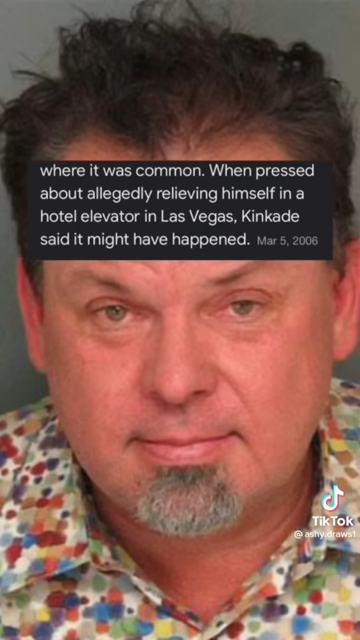 where it was common. When pressed
about allegedly relieving himself in a
hotel elevator in Las Vegas, Kinkade
said it might have happened. Mar 5, 2006
TikTok
@ashy.draws1